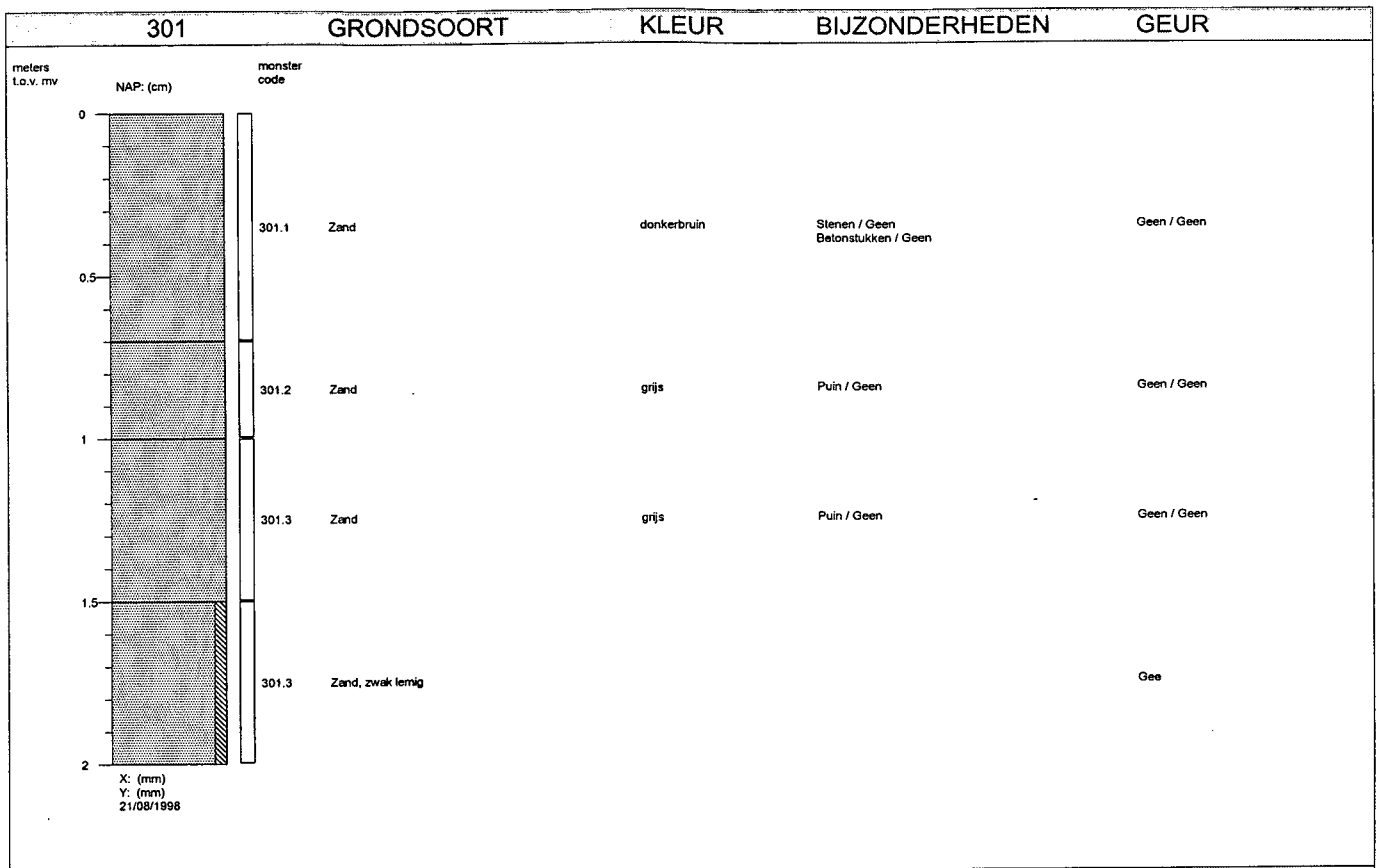 301 GRONDSOORT KLEUR BIJZONDERHEDEN GEUR
meters
t.o.v. mv
NAP: (cm)
monster
code
0
301.1 Zand donkerbruin Stenen / Geen Geen / Geen
Betonstukken / Geen
0.5
301.2 Zand grijs Puin / Geen Geen / Geen
1
301.3 Zand grijs Puin / Geen Geen / Geen
1.5
301.3 Zand, zwak lemig Gee
2
X: (mm)
Y: (mm)
21/08/1998